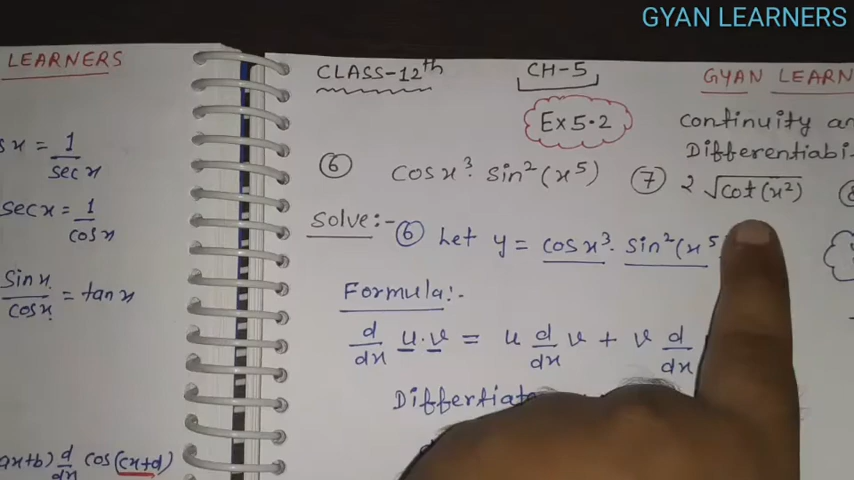 GYAN LEARNERS
LEARNERS
x = 1/sec x
sec x = 1/cos x
sin x/cos x = tan x
ax+b) d/dx cos(cx+d)
CLASS-12th
CH-5
GYAN LEARN
Ex 5.2
Continuity
Differentiabi
⑥ cos x³. sin²(x⁵) ⑦ 2 √cot(x²)
Solve:- ⑥ Let y = cos x³. sin²(x⁵
Formula:-
d/dx u.v = u d/dx v + v d/dx
Differtiat